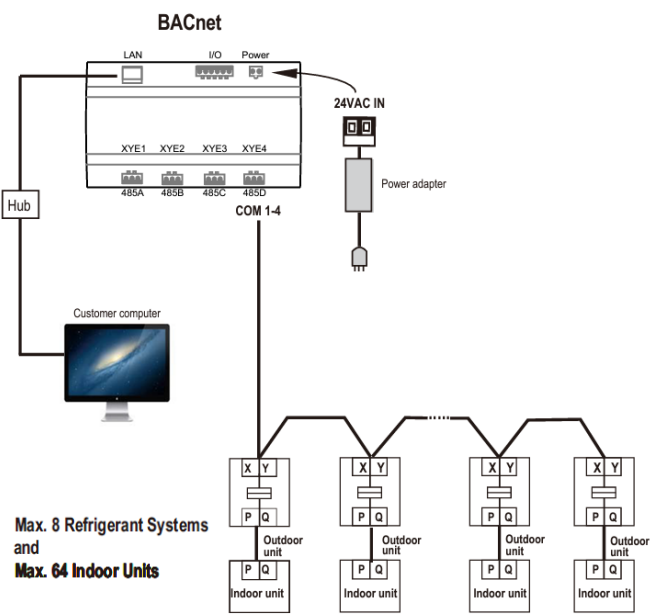 BACnet
LAN
I/O
Power
24VAC IN
XYE1 XYE2 XYE3 XYE4
Power adapter
485A 485B 485C 485D
COM 1-4
Hub
Customer computer
X Y X Y X Y X Y
P Q P Q P Q P Q
Max. 8 Refrigerant Systems
and
Max. 64 Indoor Units
Outdoor
unit
Outdoor
unit
Outdoor
unit
Outdoor
unit
P Q P Q P Q P Q
Indoor unit Indoor unit Indoor unit Indoor unit